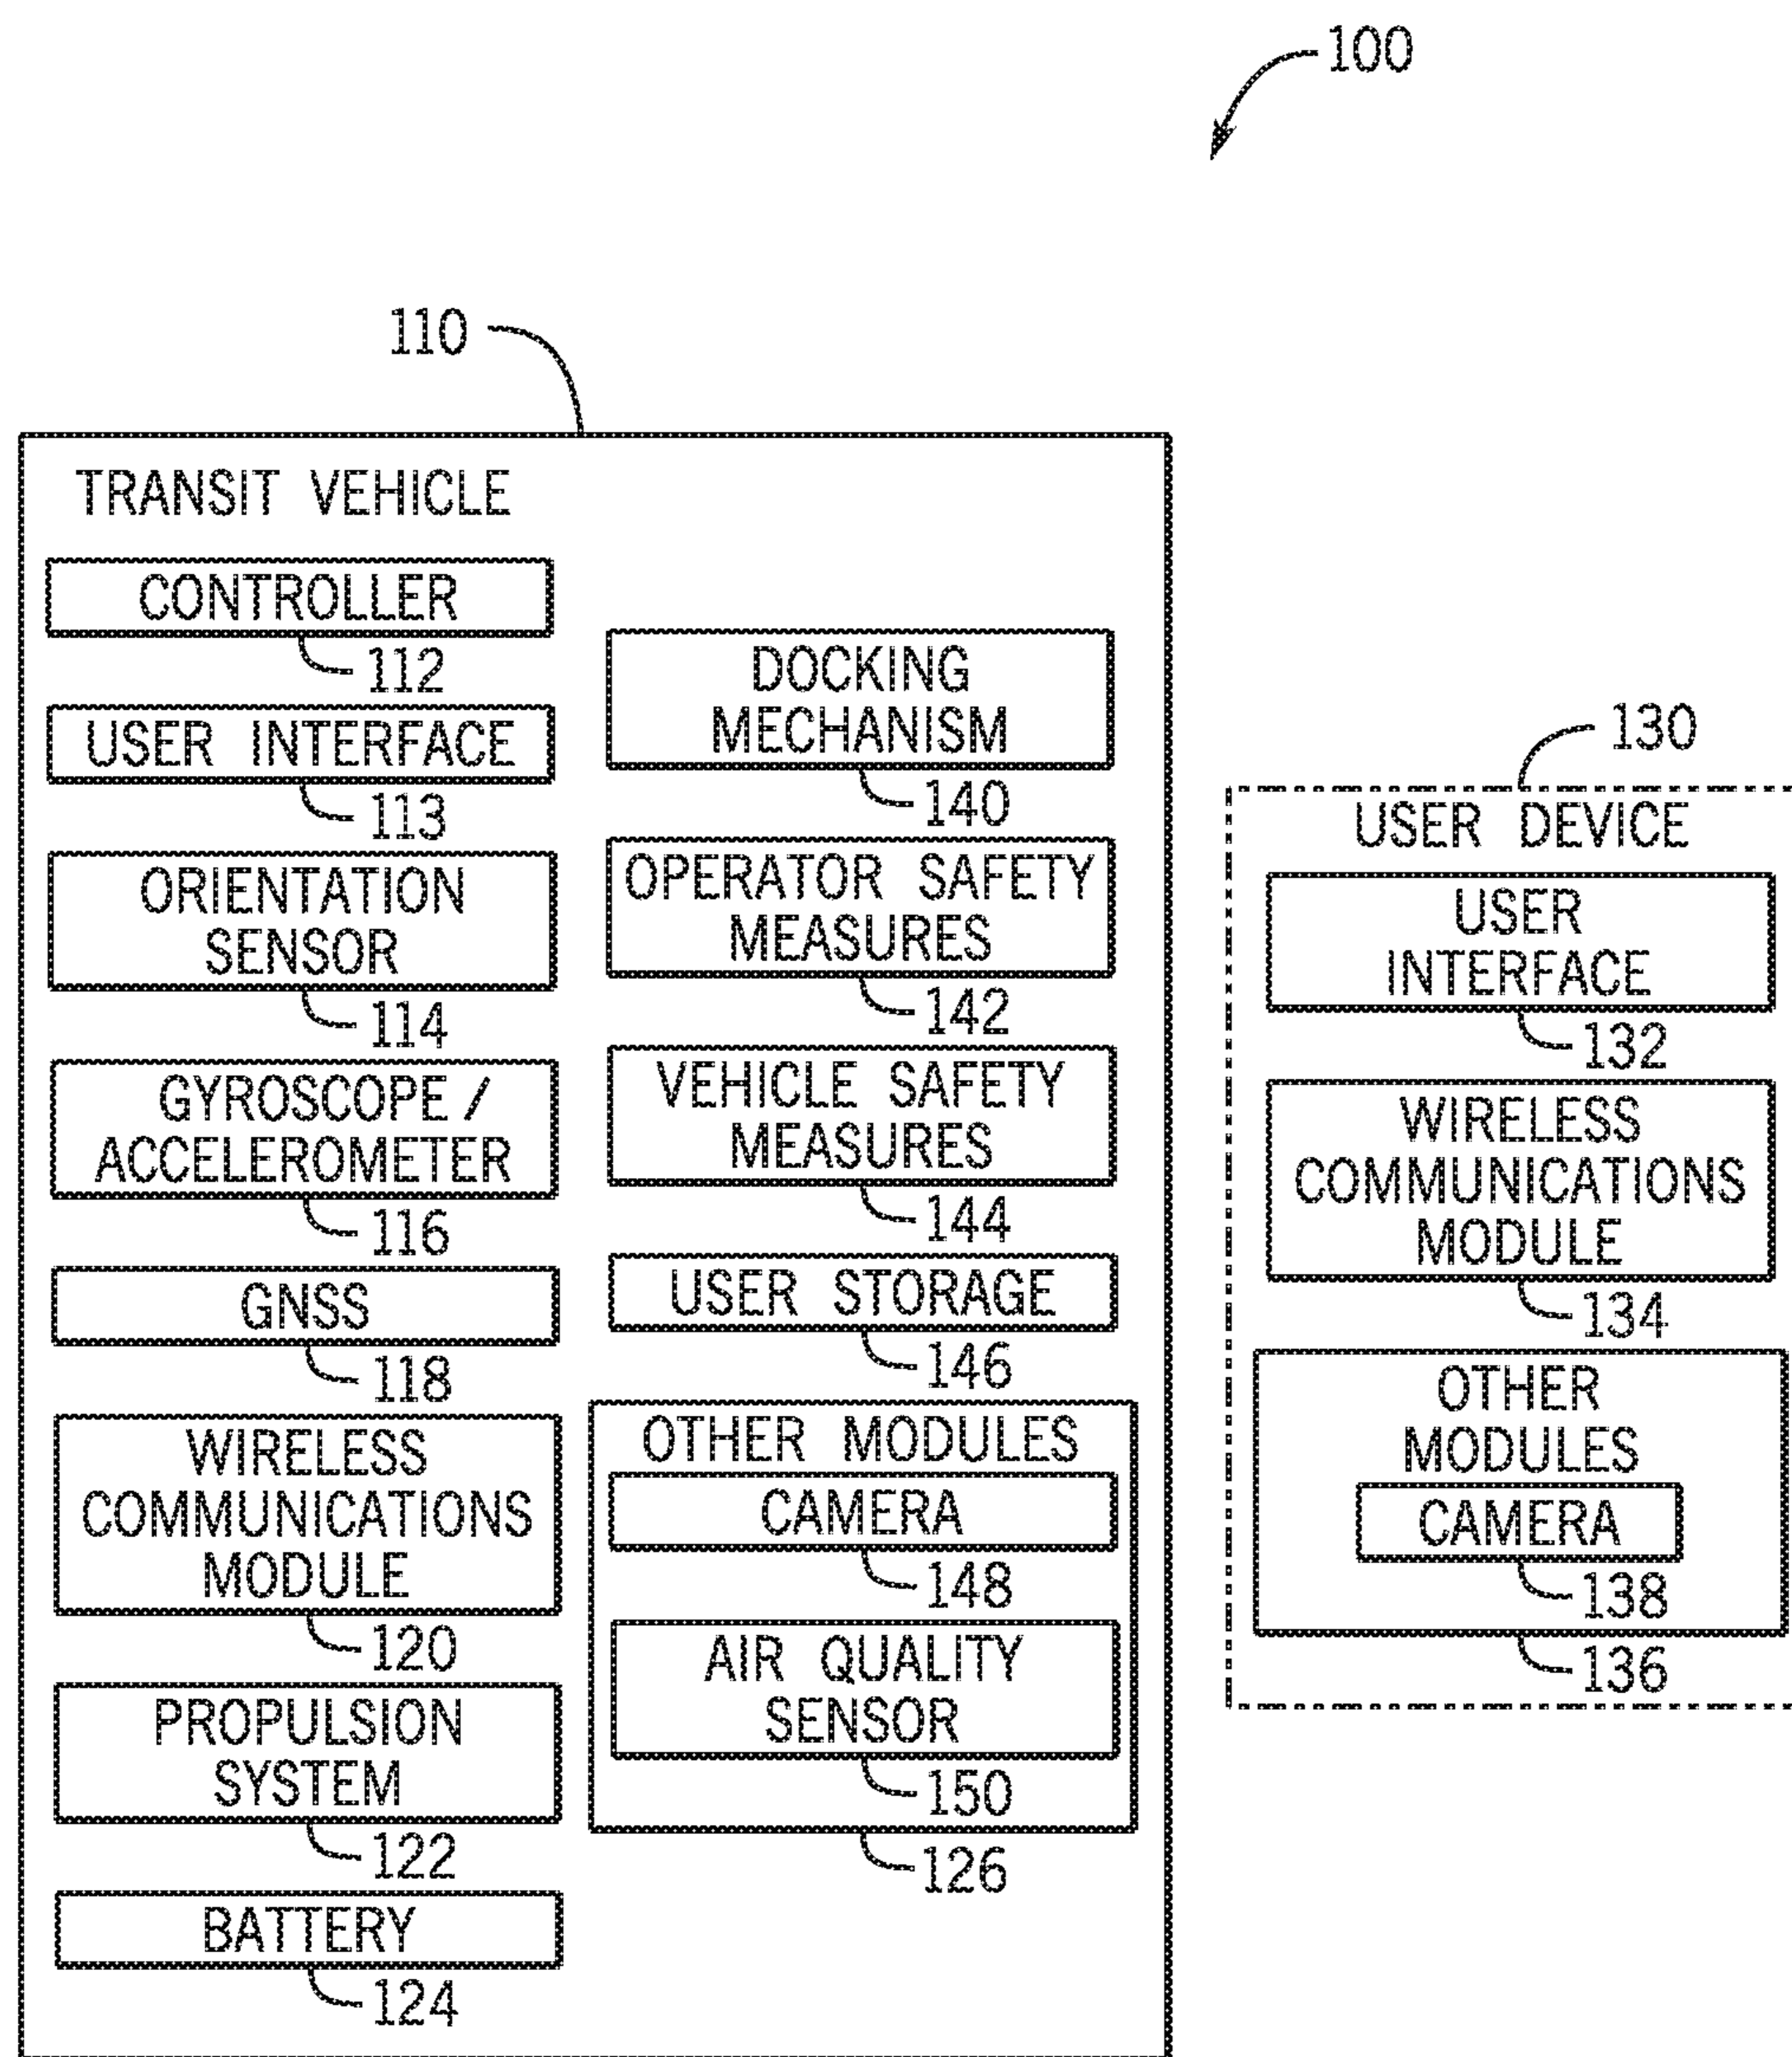 100
110
TRANSIT VEHICLE
CONTROLLER
112
USER INTERFACE
113
ORIENTATION
SENSOR
114
GYROSCOPE /
ACCELEROMETER
116
GNSS
118
WIRELESS
COMMUNICATIONS
MODULE
120
PROPULSION
SYSTEM
122
BATTERY
124
DOCKING
MECHANISM
140
OPERATOR SAFETY
MEASURES
142
VEHICLE SAFETY
MEASURES
144
USER STORAGE
146
OTHER MODULES
CAMERA
148
AIR QUALITY
SENSOR
150
126
130
USER DEVICE
USER
INTERFACE
132
WIRELESS
COMMUNICATIONS
MODULE
134
OTHER
MODULES
CAMERA
138
136